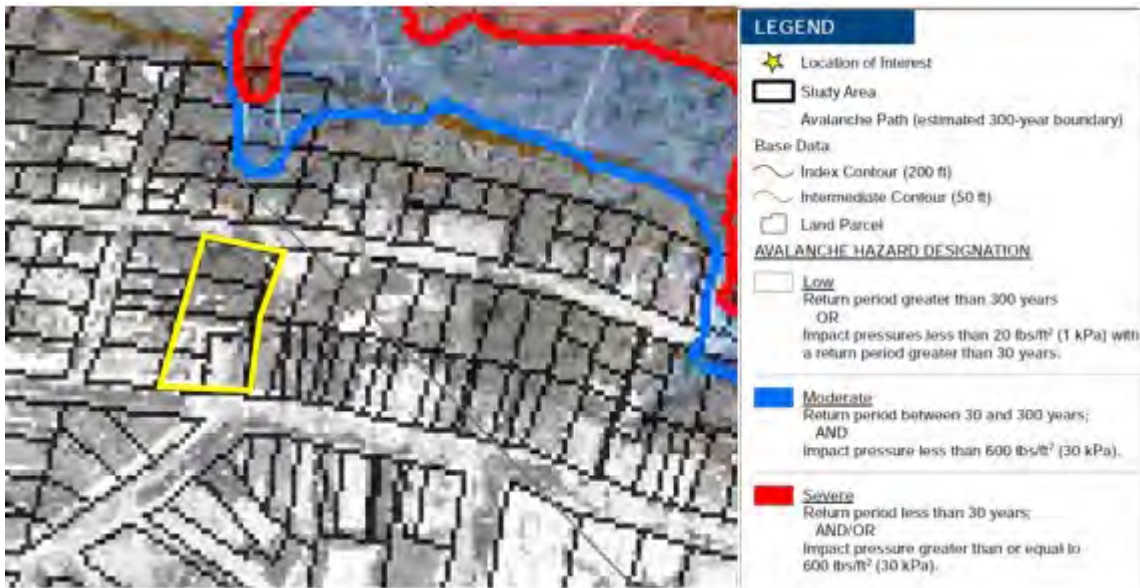 LEGEND
Location of Interest
Study Area
Avalanche Path (estimated 300-year boundary)
Base Data
Index Contour (200 ft)
Intermediate Contour (50 ft)
Land Parcel
AVALANCHE HAZARD DESIGNATION
Low
Return period greater than 300 years
OR
Impact pressures less than 20 lbs/ft² (1 kPa) with
a return period greater than 30 years.
Moderate
Return period between 30 and 300 years;
AND
Impact pressure less than 600 lbs/ft² (30 kPa).
Severe
Return period less than 30 years;
AND/OR
Impact pressure greater than or equal to
600 lbs/ft² (30 kPa).